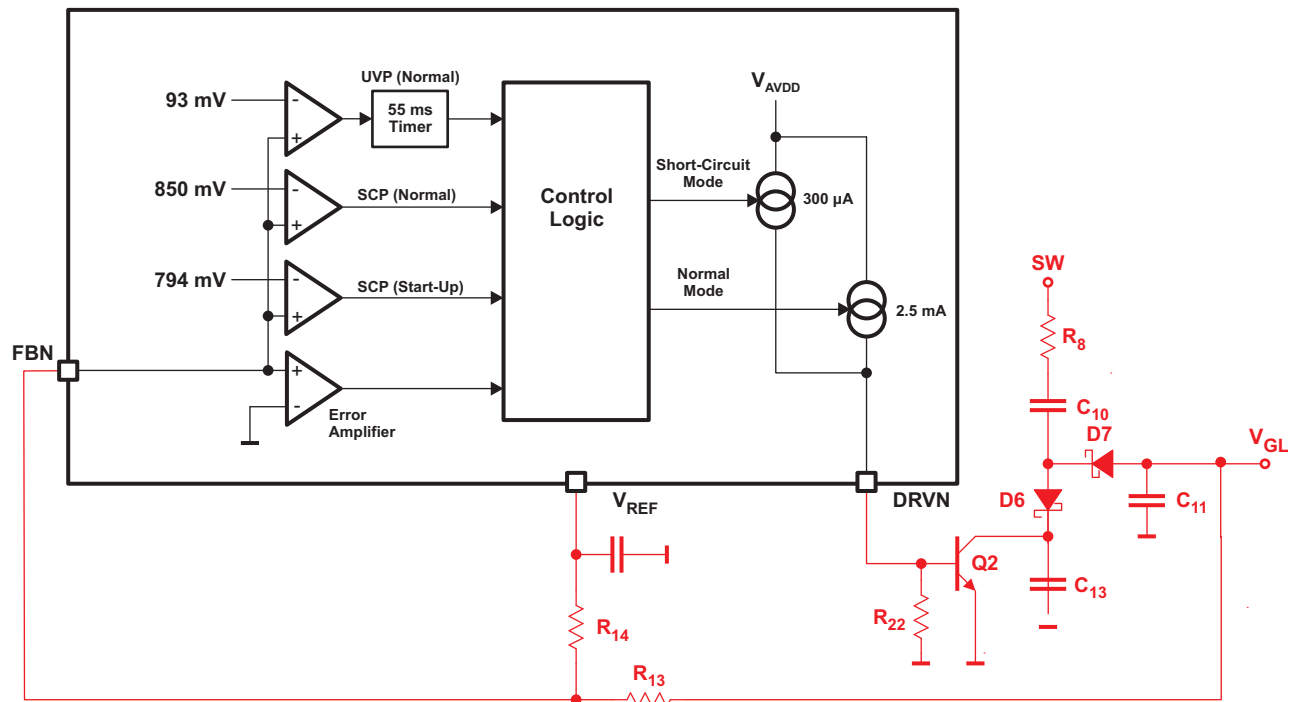 UVP (Normal)
93 mV
-
+
55 ms
Timer
850 mV
-
+
SCP (Normal)
794 mV
-
+
SCP (Start-Up)
FBN
+
-
Error
Amplifier
Control
Logic
VAVDD
Short-Circuit
Mode
300 µA
Normal
Mode
2.5 mA
VREF
DRVN
SW
R8
C10
D7
VGL
D6
C11
Q2
C13
R22
R14
R13